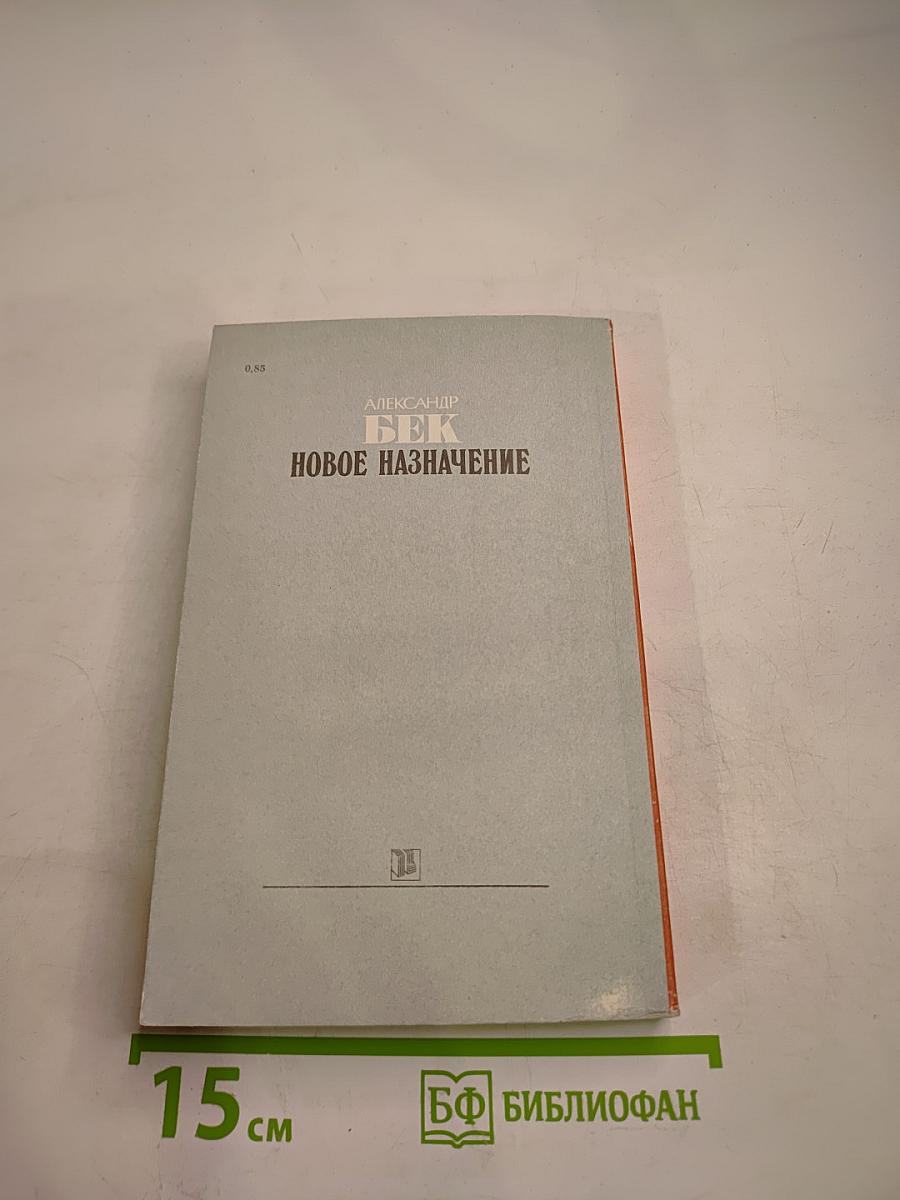 0,85
АЛЕКСАНДР
БЕК
НОВОЕ НАЗНАЧЕНИЕ
15 см
БФ БИБЛИОФАН